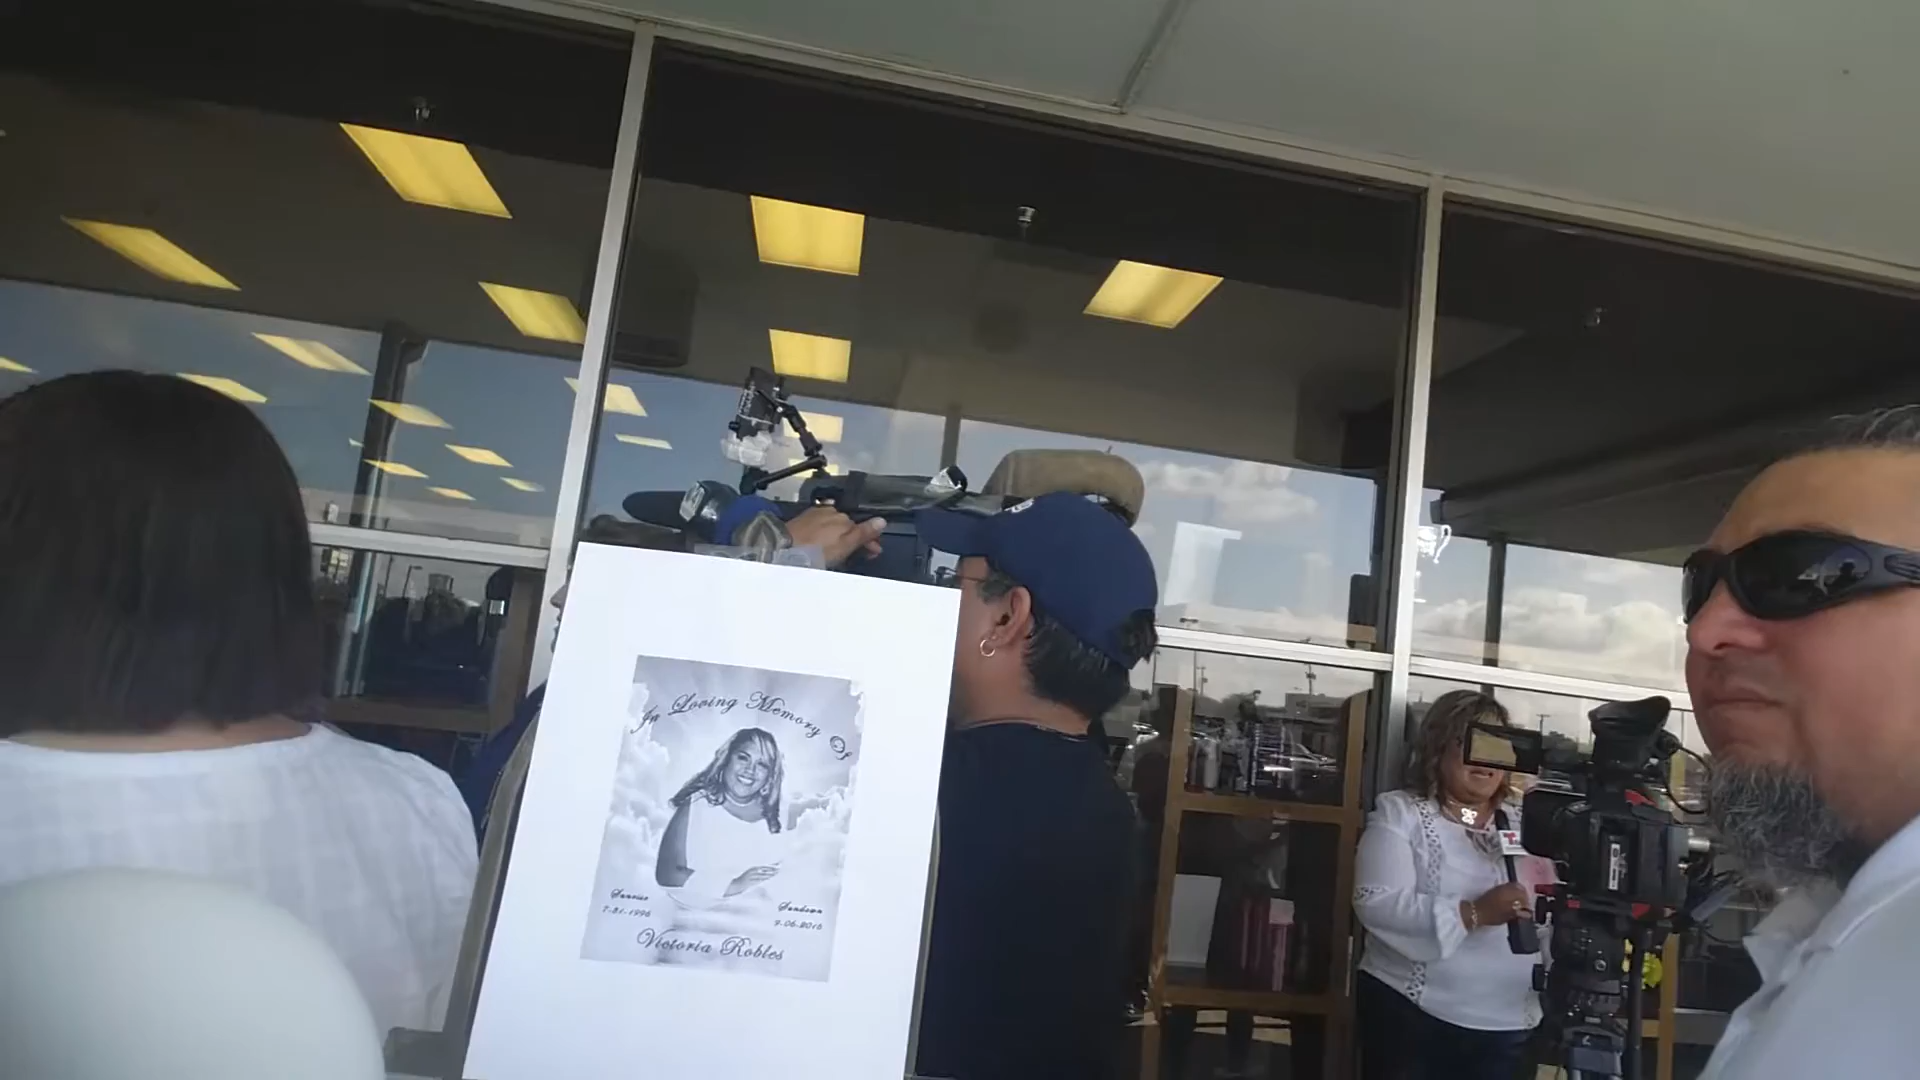 In Loving Memory Of
Sunrise
7-21-1996
Sundown
9-06-2016
Victoria Robles